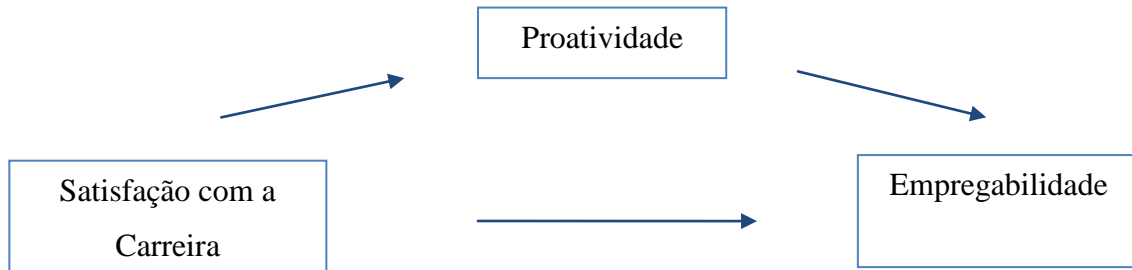 Proatividade
Satisfação com a
Carreira
Empregabilidade